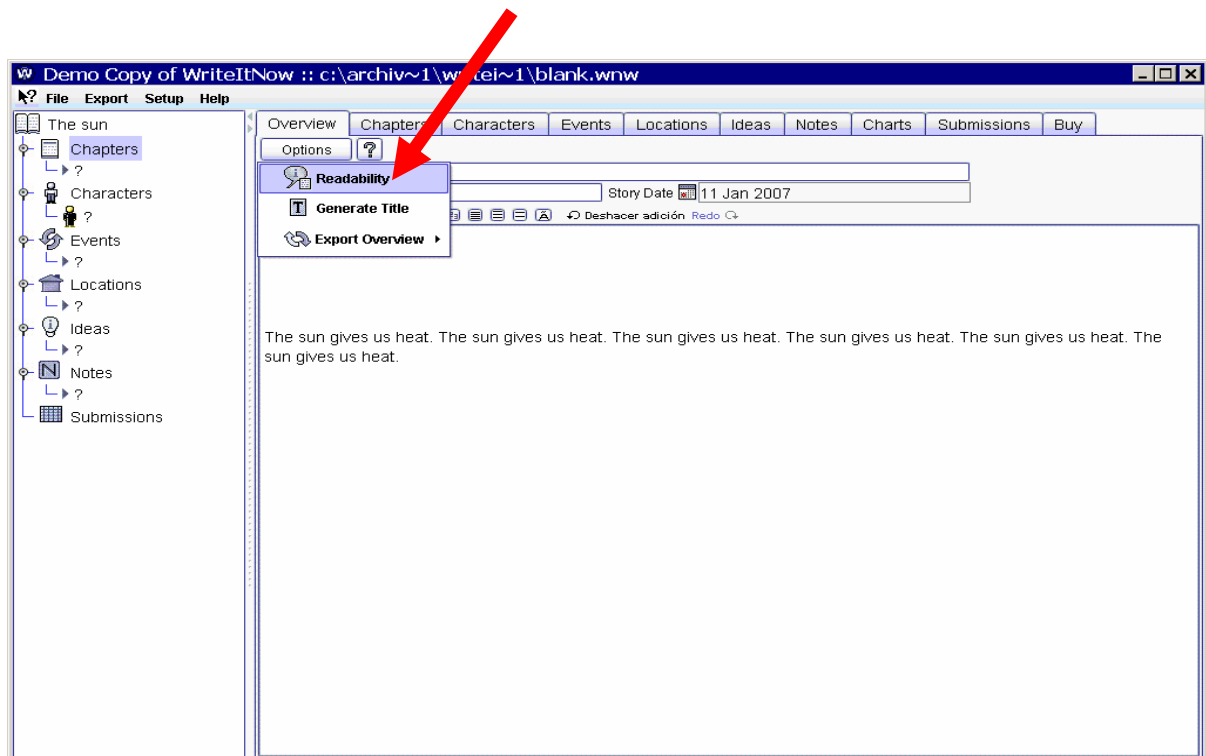 Demo Copy of WriteItNow :: c:\archiv~1\writei~1\blank.wnw
File Export Setup Help
The sun
Chapters
?
Characters
?
Events
?
Locations
?
Ideas
?
Notes
?
Submissions
Overview Chapters Characters Events Locations Ideas Notes Charts Submissions Buy
Options ?
Readability
Generate Title
Export Overview
Story Date 11 Jan 2007
Deshacer adición Redo
The sun gives us heat. The sun gives us heat. The sun gives us heat. The sun gives us heat. The sun gives us heat. The
sun gives us heat.